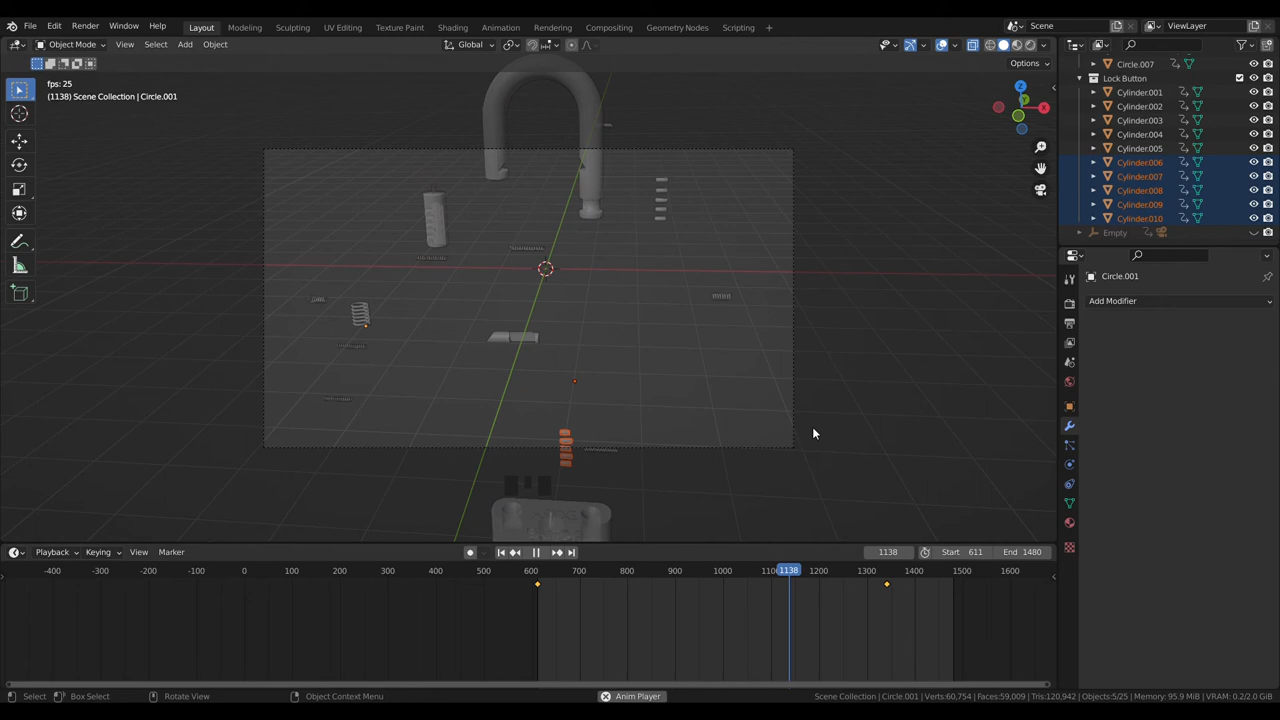 File Edit Render Window Help Layout Modeling Sculpting UV Editing Texture Paint Shading Animation Rendering Compositing Geometry Nodes Scripting + Scene ViewLayer
Object Mode View Select Add Object Global
Options
fps: 25
(1138) Scene Collection | Circle.001
X
Y
Z
Circle.007
Lock Button
Cylinder.001
Cylinder.002
Cylinder.003
Cylinder.004
Cylinder.005
Cylinder.006
Cylinder.007
Cylinder.008
Cylinder.009
Cylinder.010
Empty
Circle.001
Add Modifier
Playback Keying View Marker 1138 Start 611 End 1480
-400 -300 -200 -100 0 100 200 300 400 500 600 700 800 900 1000 110 1138 1200 1300 1400 1500 1600
Select Box Select Rotate View Object Context Menu Anim Player Scene Collection | Circle.001 | Verts:60,754 | Faces:59,009 | Tris:120,942 | Objects:5/25 | Memory: 95.9 MiB | VRAM: 0.2/2.0 GiB